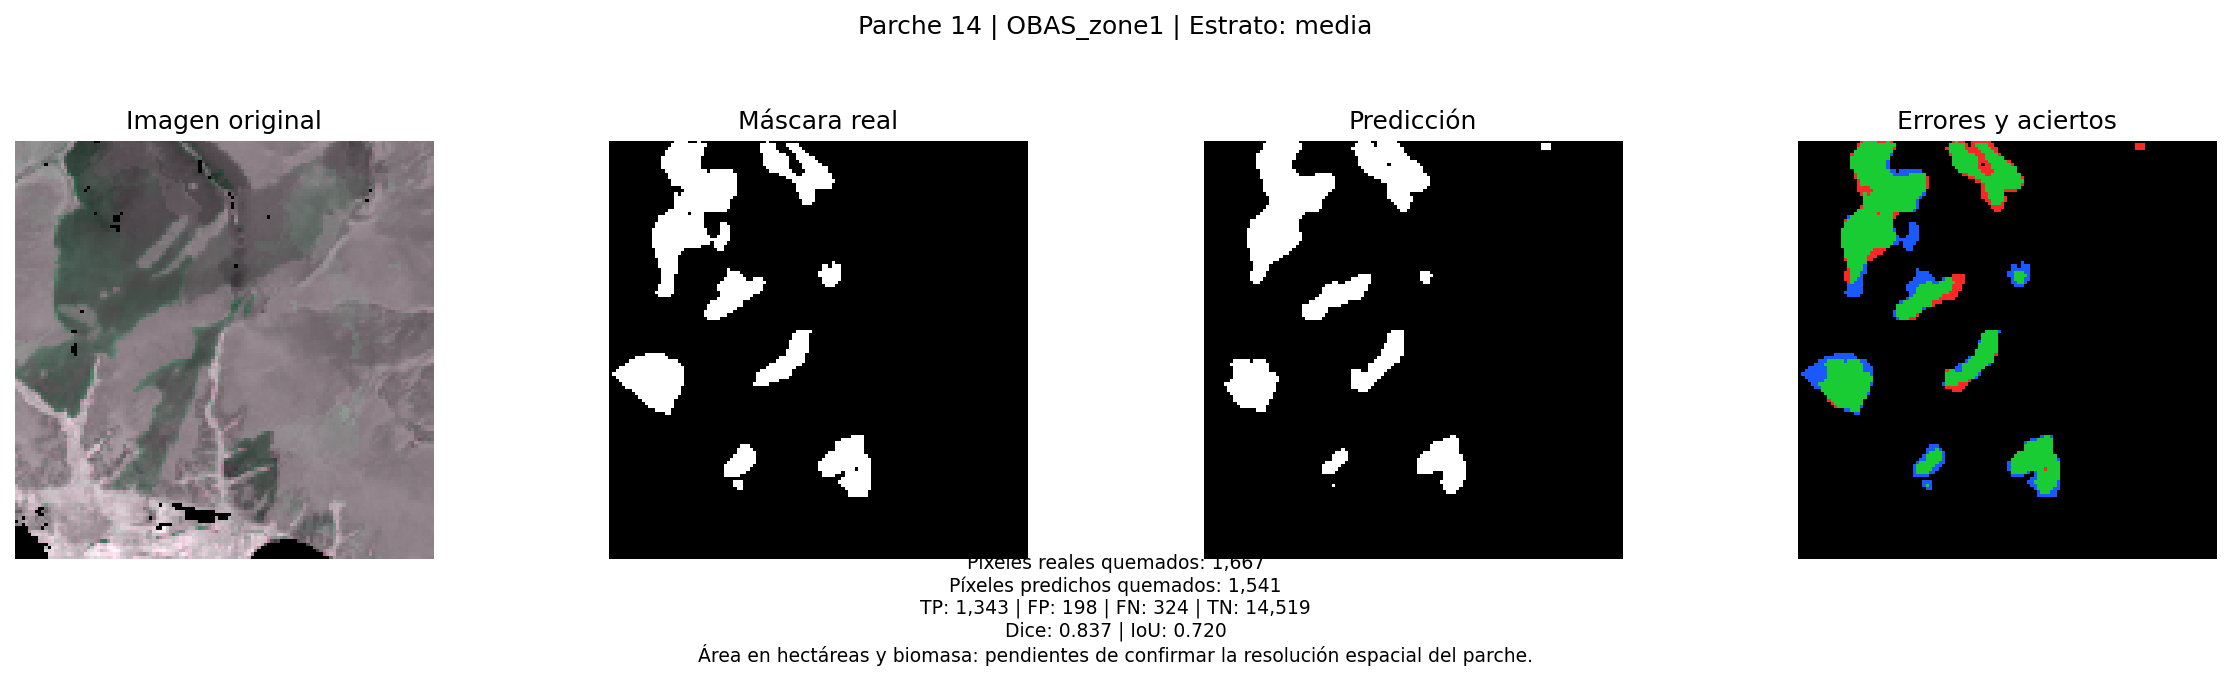 Parche 14 | OBAS_zone1 | Estrato: media
Imagen original
Máscara real
Predicción
Errores y aciertos
Píxeles reales quemados: 1,667
Píxeles predichos quemados: 1,541
TP: 1,343 | FP: 198 | FN: 324 | TN: 14,519
Dice: 0.837 | IoU: 0.720
Área en hectáreas y biomasa: pendientes de confirmar la resolución espacial del parche.